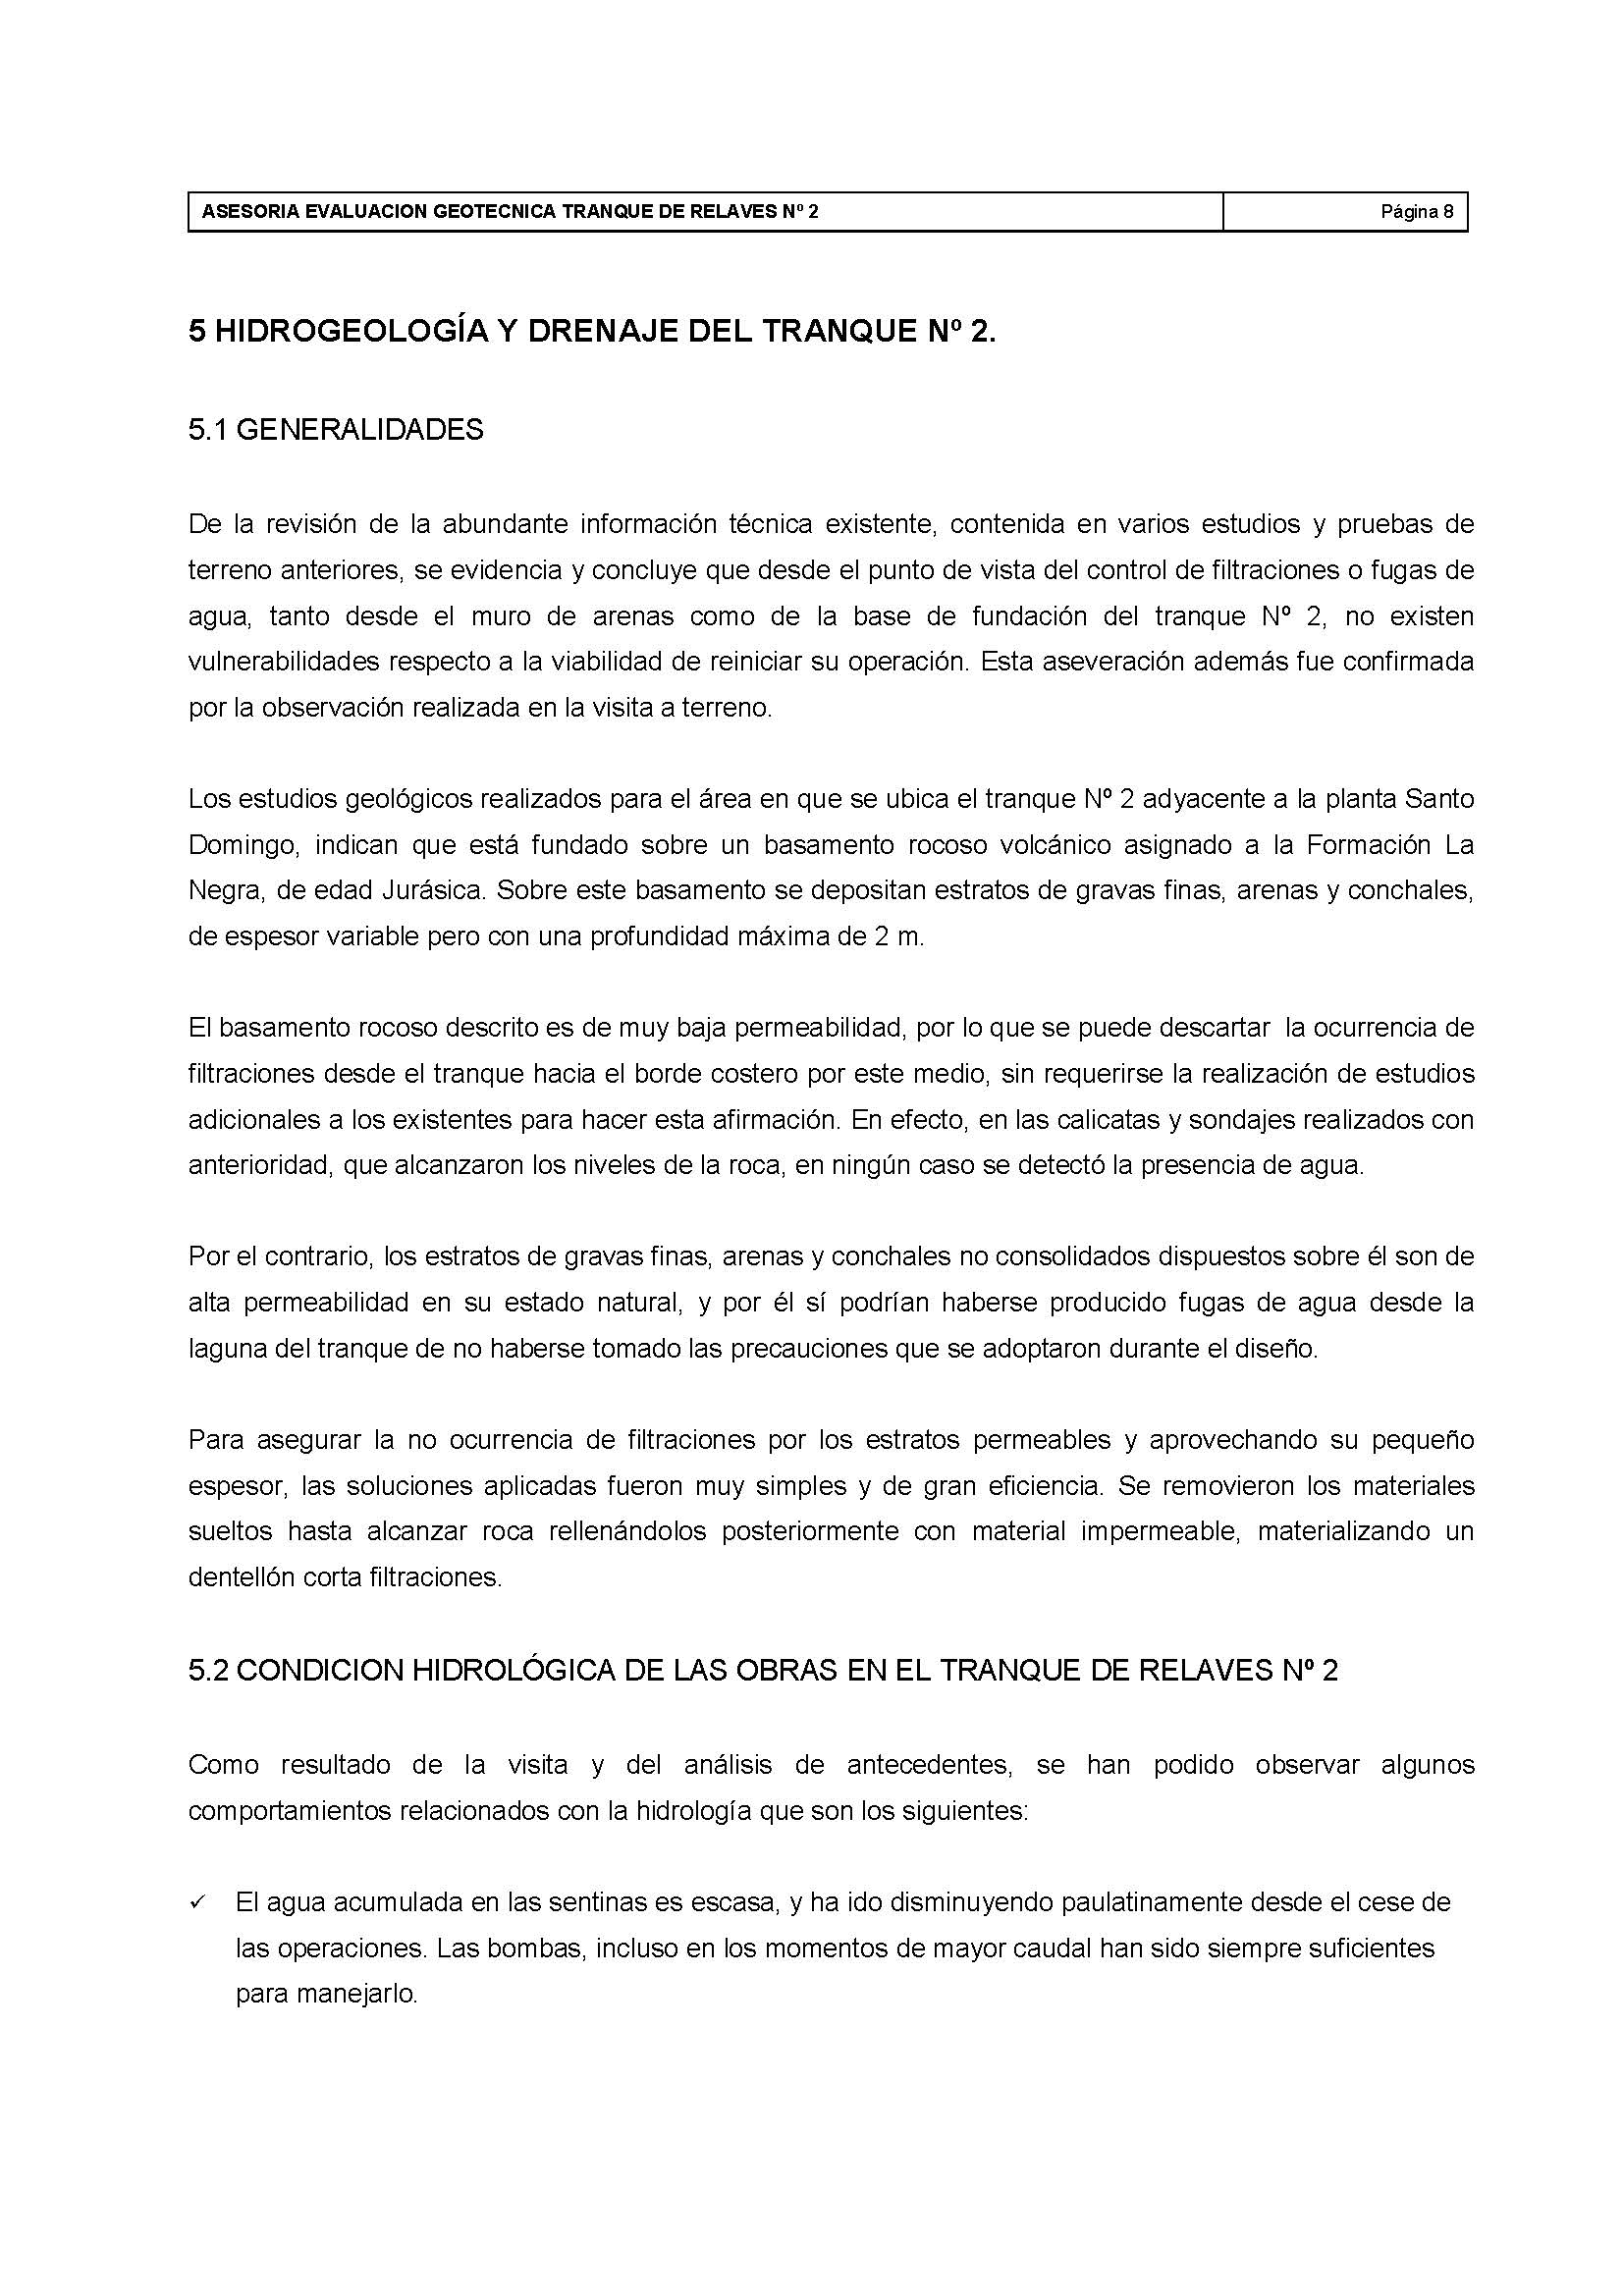 ASESORIA EVALUACION GEOTECNICA TRANQUE DE RELAVES Nº 2
Página 8
5 HIDROGEOLOGÍA Y DRENAJE DEL TRANQUE Nº 2.
5.1 GENERALIDADES
De la revisión de la abundante información técnica existente, contenida en varios estudios y pruebas de
terreno anteriores, se evidencia y concluye que desde el punto de vista del control de filtraciones o fugas de
agua, tanto desde el muro de arenas como de la base de fundación del tranque Nº 2, no existen
vulnerabilidades respecto a la viabilidad de reiniciar su operación. Esta aseveración además fue confirmada
por la observación realizada en la visita a terreno.
Los estudios geológicos realizados para el área en que se ubica el tranque Nº 2 adyacente a la planta Santo
Domingo, indican que está fundado sobre un basamento rocoso volcánico asignado a la Formación La
Negra, de edad Jurásica. Sobre este basamento se depositan estratos de gravas finas, arenas y conchales,
de espesor variable pero con una profundidad máxima de 2 m.
El basamento rocoso descrito es de muy baja permeabilidad, por lo que se puede descartar la ocurrencia de
filtraciones desde el tranque hacia el borde costero por este medio, sin requerirse la realización de estudios
adicionales a los existentes para hacer esta afirmación. En efecto, en las calicatas y sondajes realizados con
anterioridad, que alcanzaron los niveles de la roca, en ningún caso se detectó la presencia de agua.
Por el contrario, los estratos de gravas finas, arenas y conchales no consolidados dispuestos sobre él son de
alta permeabilidad en su estado natural, y por él sí podrían haberse producido fugas de agua desde la
laguna del tranque de no haberse tomado las precauciones que se adoptaron durante el diseño.
Para asegurar la no ocurrencia de filtraciones por los estratos permeables y aprovechando su pequeño
espesor, las soluciones aplicadas fueron muy simples y de gran eficiencia. Se removieron los materiales
sueltos hasta alcanzar roca rellenándolos posteriormente con material impermeable, materializando un
dentellón corta filtraciones.
5.2 CONDICION HIDROLÓGICA DE LAS OBRAS EN EL TRANQUE DE RELAVES Nº 2
Como resultado de la visita y del análisis de antecedentes, se han podido observar algunos
comportamientos relacionados con la hidrología que son los siguientes:
✓ El agua acumulada en las sentinas es escasa, y ha ido disminuyendo paulatinamente desde el cese de
las operaciones. Las bombas, incluso en los momentos de mayor caudal han sido siempre suficientes
para manejarlo.